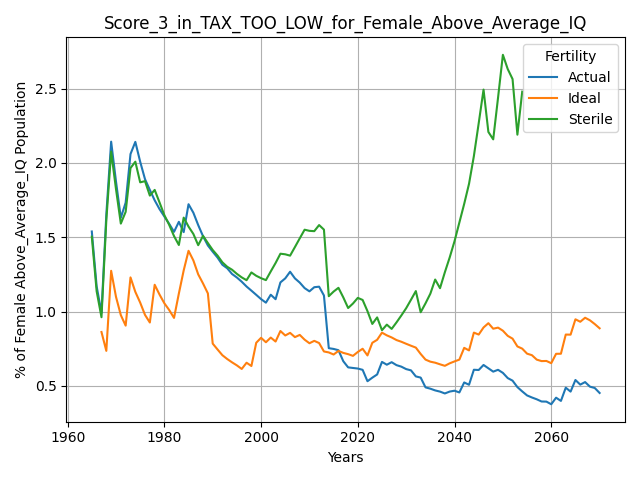 Score_3_in_TAX_TOO_LOW_for_Female_Above_Average_IQ
% of Female Above_Average_IQ Population
2.5
2.0
1.5
1.0
0.5
Fertility
Actual
Ideal
Sterile
1960
1980
2000
2020
2040
2060
Years